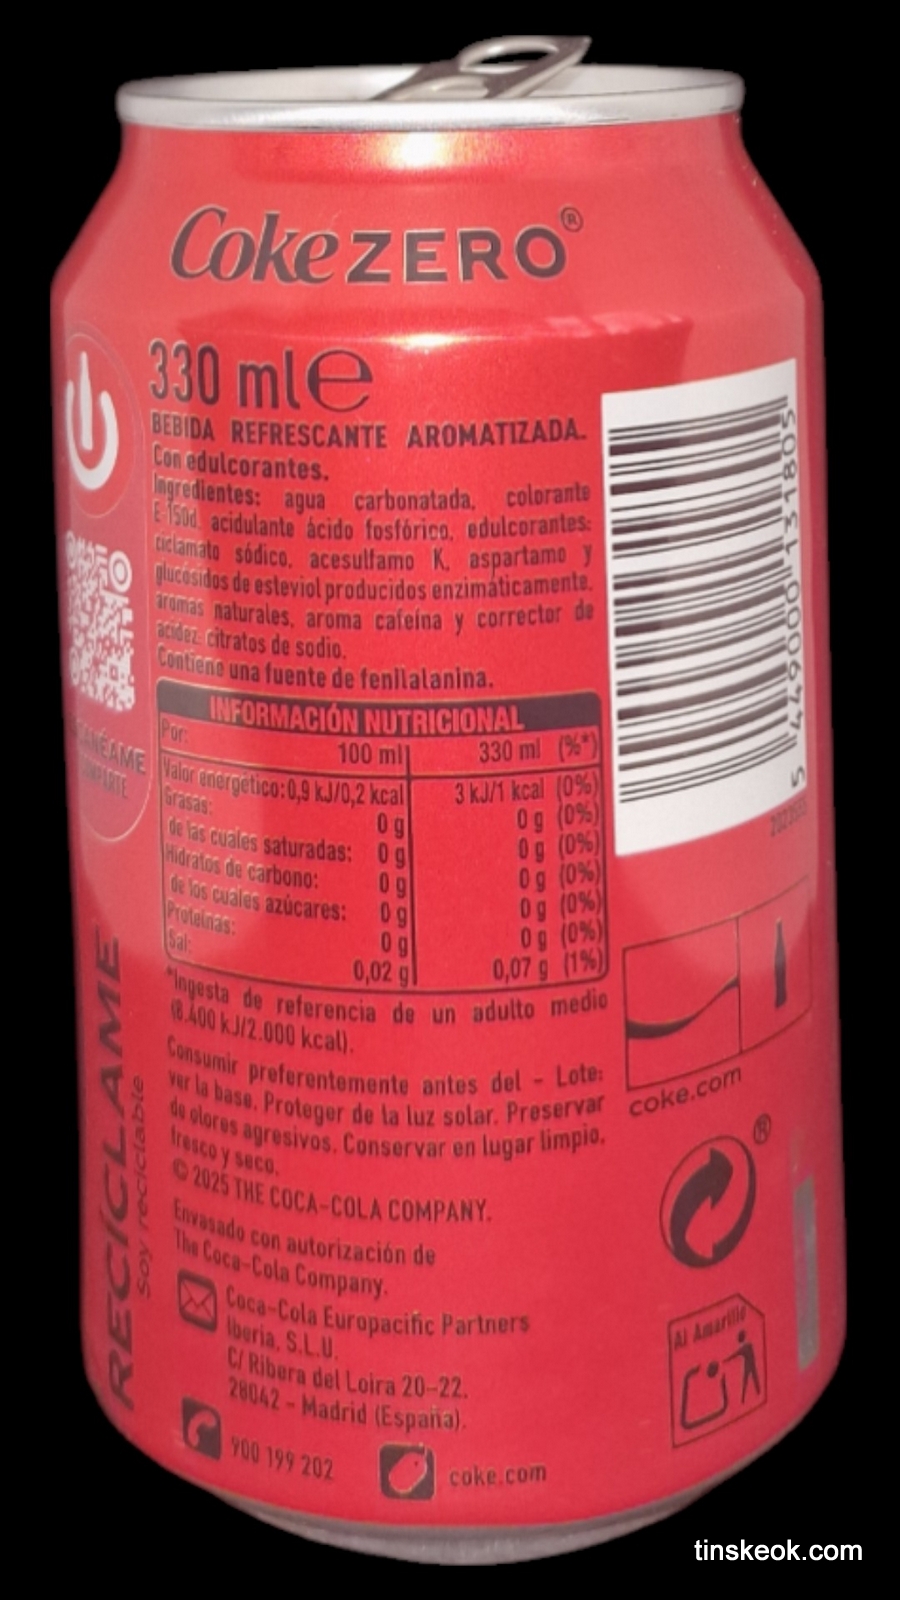 Coke ZERO®
330 ml e
BEBIDA REFRESCANTE AROMATIZADA.
Con edulcorantes.
Ingredientes: agua carbonatada, colorante
E-150d, acidulante ácido fosfórico, edulcorantes:
ciclamato sódico, acesulfamo K, aspartamo y
glucósidos de esteviol producidos enzimáticamente,
aromas naturales, aroma cafeína y corrector de
acidez citratos de sodio.
Contiene una fuente de fenilalanina.
INFORMACIÓN NUTRICIONAL
Por: 100 ml 330 ml (%*)
Valor energético: 0,9 kJ/0,2 kcal 3 kJ/1 kcal (0%)
Grasas: 0 g 0 g (0%)
de las cuales saturadas: 0 g 0 g (0%)
Hidratos de carbono: 0 g 0 g (0%)
de los cuales azúcares: 0 g 0 g (0%)
Proteínas: 0 g 0 g (0%)
Sal: 0,02 g 0,07 g (1%)
*Ingesta de referencia de un adulto medio
(8.400 kJ/2.000 kcal).
Consumir preferentemente antes del - Lote:
ver la base. Proteger de la luz solar. Preservar
de olores agresivos. Conservar en lugar limpio,
fresco y seco.
© 2025 THE COCA-COLA COMPANY.
Envasado con autorización de
The Coca-Cola Company.
Coca-Cola Europacific Partners
Iberia, S.L.U.
C/ Ribera del Loira 20-22.
28042 - Madrid (España).
900 199 202
coke.com
RECÍCLAME
Soy reciclable
5 449000 131805
coke.com
®
Al Amarillo
tinskeok.com